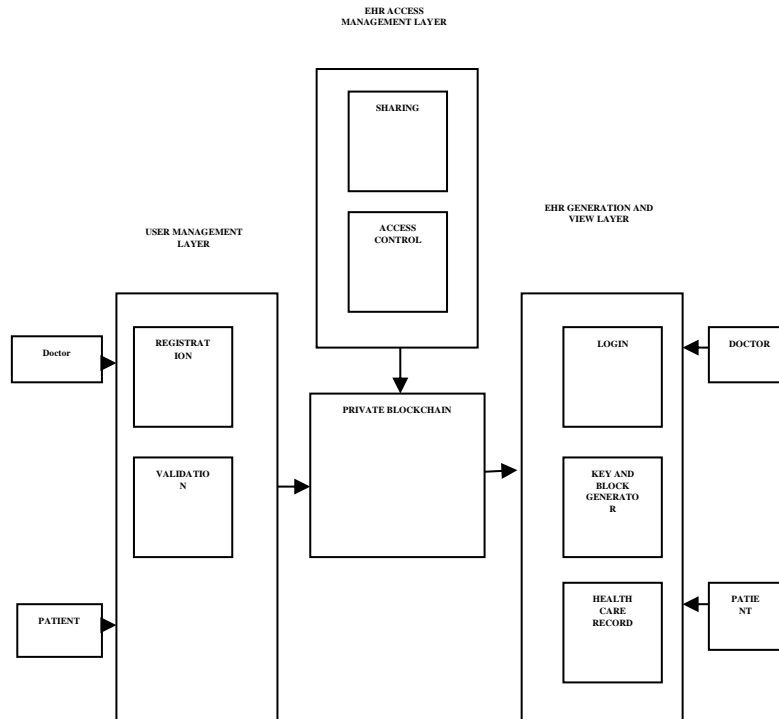 EHR ACCESS
MANAGEMENT LAYER
SHARING
ACCESS
CONTROL
USER MANAGEMENT
LAYER
EHR GENERATION AND
VIEW LAYER
Doctor
REGISTRAT
ION
VALIDATIO
N
PATIENT
PRIVATE BLOCKCHAIN
LOGIN
KEY AND
BLOCK
GENERATO
R
HEALTH
CARE
RECORD
DOCTOR
PATIE
NT